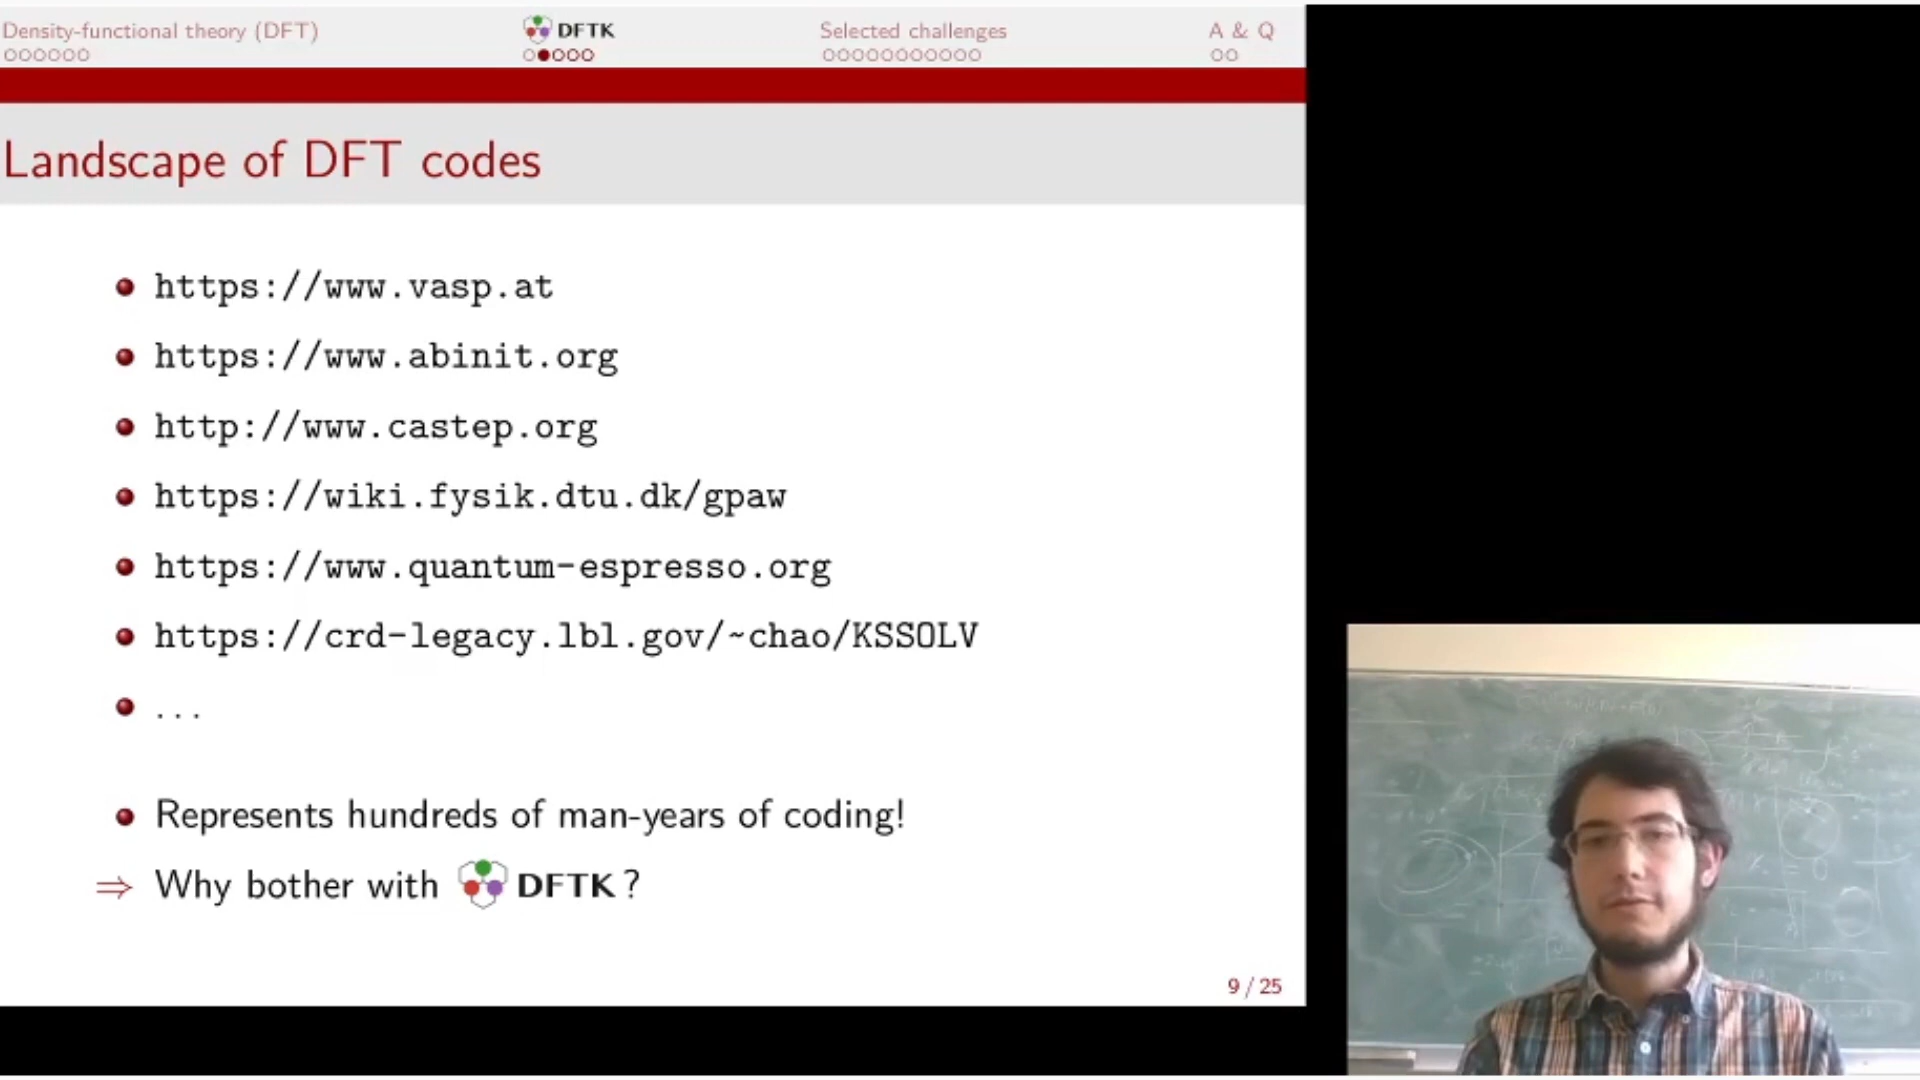 Density-functional theory (DFT)
DFTK
Selected challenges
A & Q
Landscape of DFT codes
https://www.vasp.at
https://www.abinit.org
http://www.castep.org
https://wiki.fysik.dtu.dk/gpaw
https://www.quantum-espresso.org
https://crd-legacy.lbl.gov/~chao/KSSOLV
...
Represents hundreds of man-years of coding!
⇒ Why bother with DFTK?
9 / 25